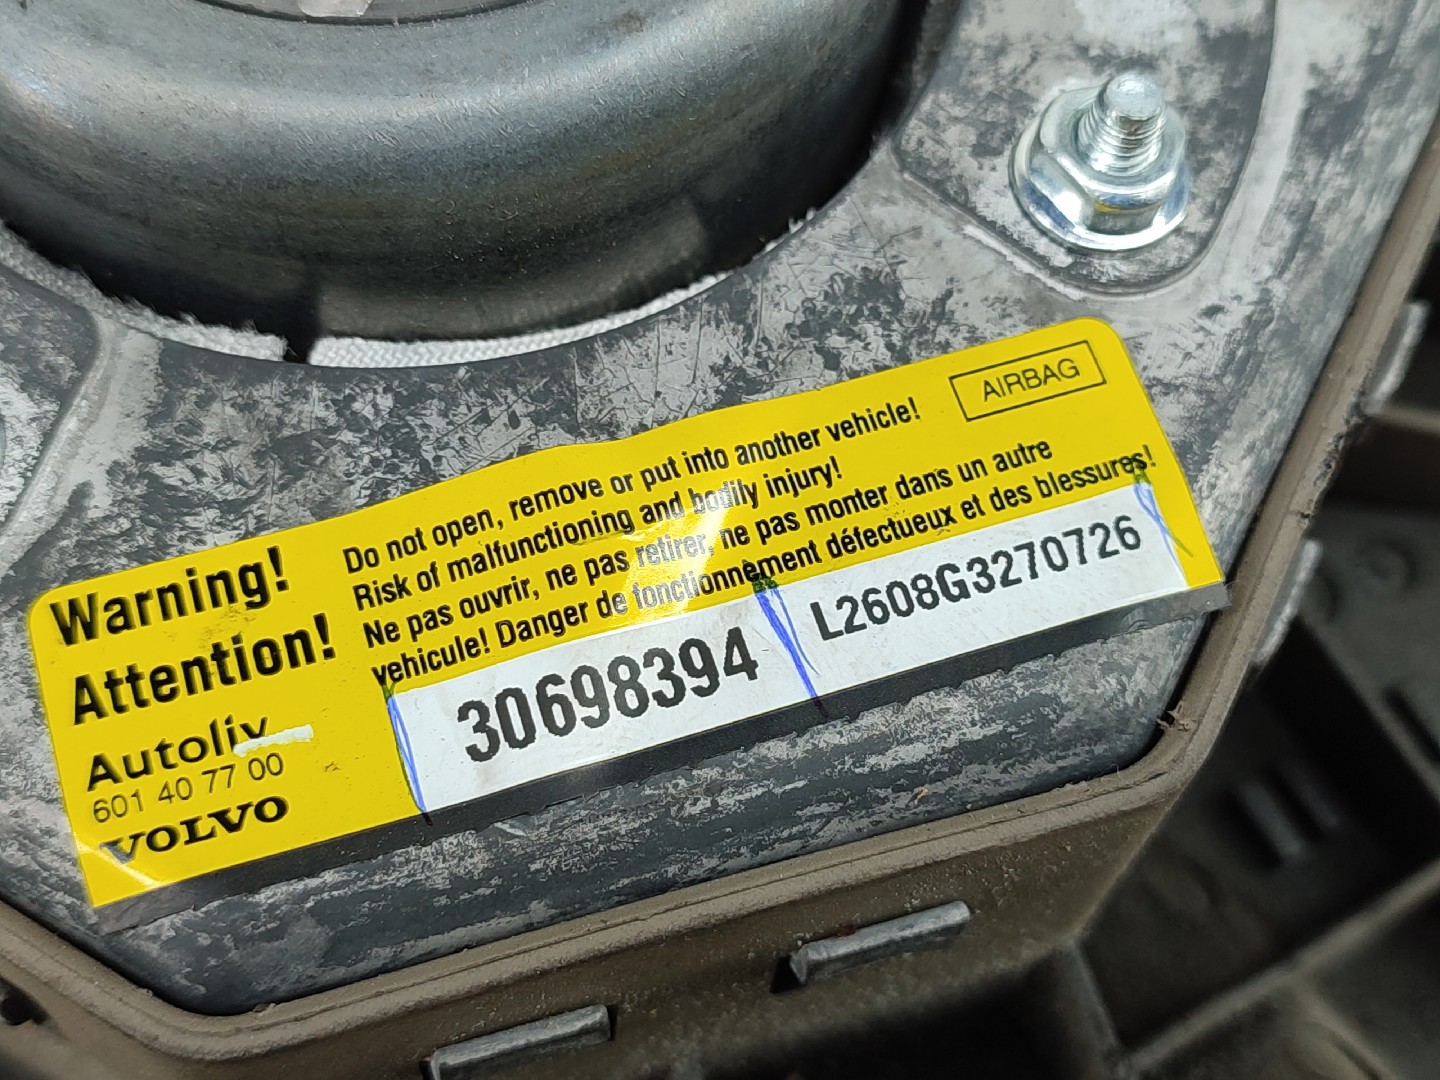 AIRBAG
Warning!
Attention!
Do not open, remove or put into another vehicle!
Risk of malfunctioning and bodily injury!
Ne pas ouvrir, ne pas retirer, ne pas monter dans un autre
vehicule! Danger de fonctionnement défectueux et des blessures!
Autoliv
601 40 77 00
VOLVO
30698394
L2608G3270726